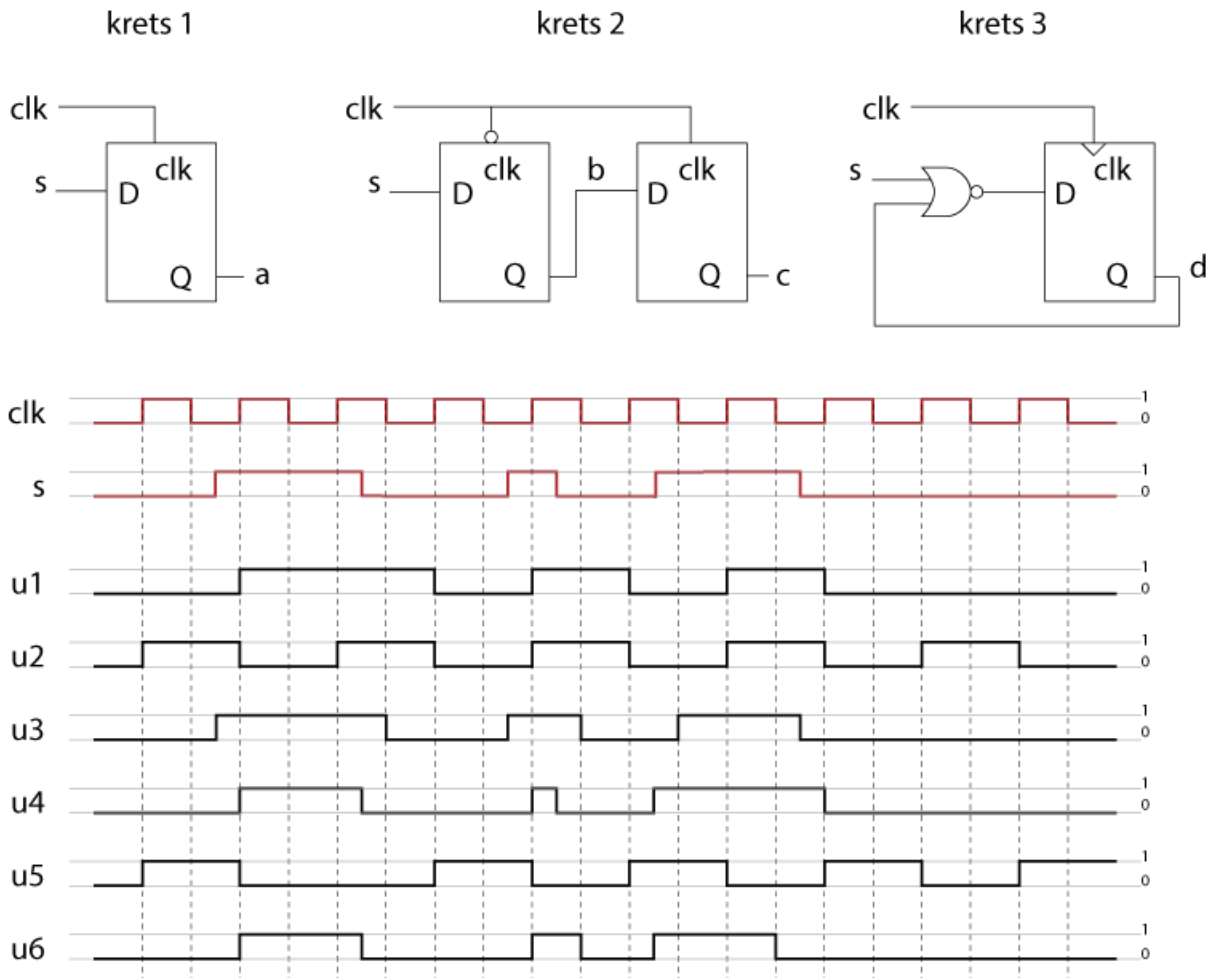 krets 1 krets 2 krets 3
clk clk clk
clk clk clk clk
s D s D b D s D
Q a Q Q c Q d
clk 1
0
s 1
0
u1 1
0
u2 1
0
u3 1
0
u4 1
0
u5 1
0
u6 1
0